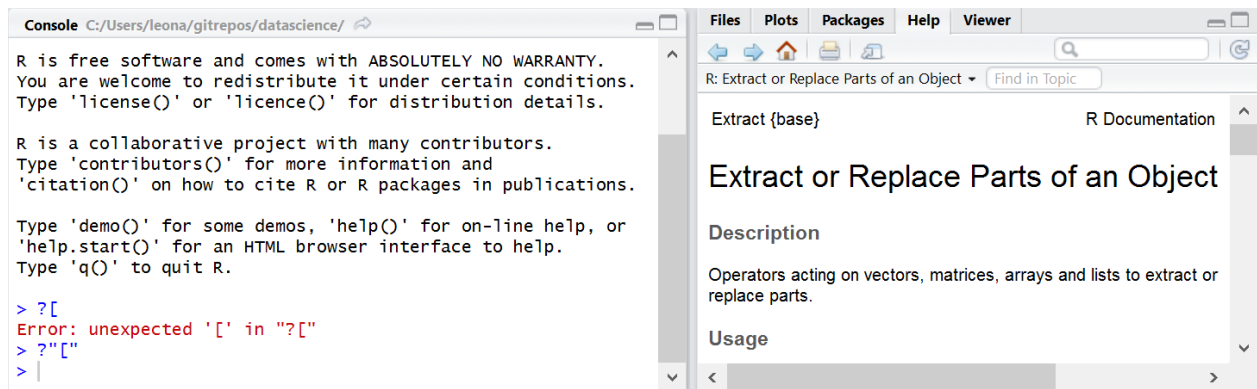 Console C:/Users/leona/gitrepos/datascience/
R is free software and comes with ABSOLUTELY NO WARRANTY.
You are welcome to redistribute it under certain conditions.
Type 'license()' or 'licence()' for distribution details.
R is a collaborative project with many contributors.
Type 'contributors()' for more information and
'citation()' on how to cite R or R packages in publications.
Type 'demo()' for some demos, 'help()' for on-line help, or
'help.start()' for an HTML browser interface to help.
Type 'q()' to quit R.
> ?[
Error: unexpected '[' in "?["
> ?"["
>
Files Plots Packages Help Viewer
R: Extract or Replace Parts of an Object Find in Topic
Extract {base} R Documentation
Extract or Replace Parts of an Object
Description
Operators acting on vectors, matrices, arrays and lists to extract or
replace parts.
Usage